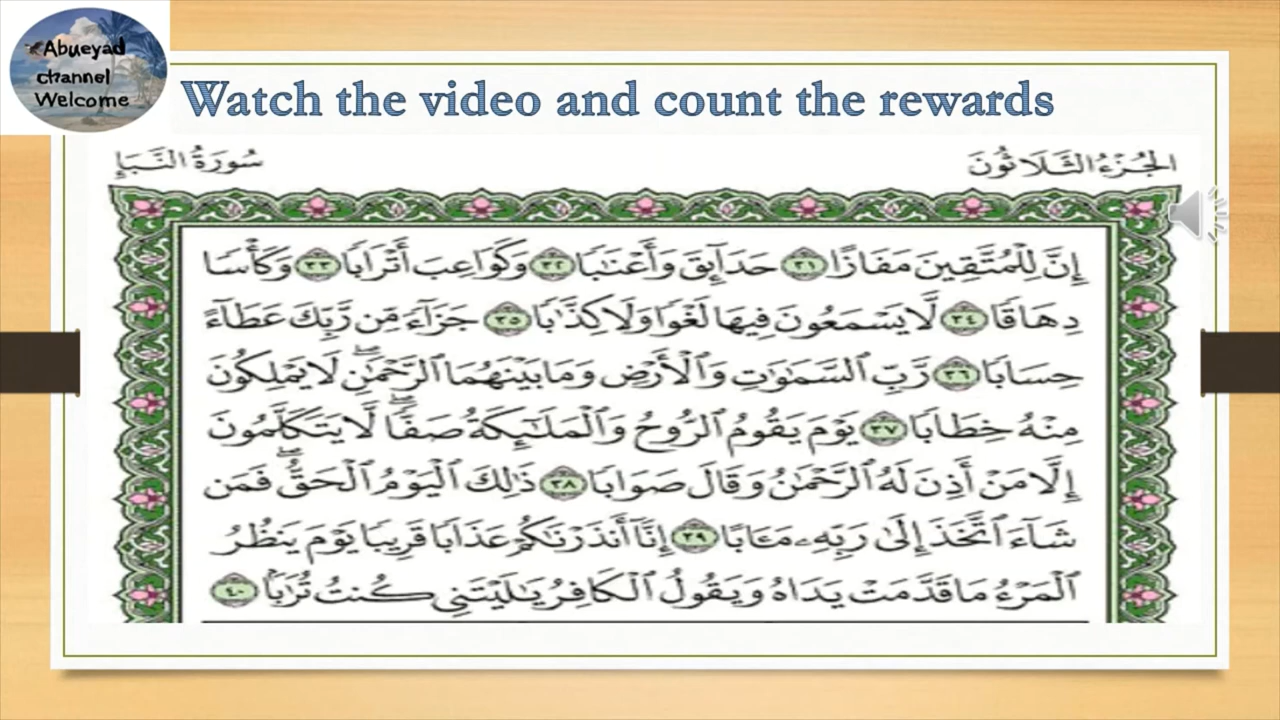 Abueyad
channel
Welcome
Watch the video and count the rewards
الجُزْءُ الثَّلَاثُونَ
سُورَةُ النَّبَإِ
إِنَّ لِلْمُتَّقِينَ مَفَازًا ٣١ حَدَآئِقَ وَأَعْنَٰبًا ٣٢ وَكَوَاعِبَ أَتْرَابًا ٣٣ وَكَأْسًا
دِهَاقًا ٣٤ لَّا يَسْمَعُونَ فِيهَا لَغْوًا وَلَا كِذَّٰبًا ٣٥ جَزَآءً مِّن رَّبِّكَ عَطَآءً
حِسَابًا ٣٦ رَّبِّ ٱلسَّمَٰوَٰتِ وَٱلْأَرْضِ وَمَا بَيْنَهُمَا ٱلرَّحْمَٰنِۖ لَا يَمْلِكُونَ
مِنْهُ خِطَابًا ٣٧ يَوْمَ يَقُومُ ٱلرُّوحُ وَٱلْمَلَٰٓئِكَةُ صَفًّاۖ لَّا يَتَكَلَّمُونَ
إِلَّا مَنْ أَذِنَ لَهُ ٱلرَّحْمَٰنُ وَقَالَ صَوَابًا ٣٨ ذَٰلِكَ ٱلْيَوْمُ ٱلْحَقُّۖ فَمَن
شَآءَ ٱتَّخَذَ إِلَىٰ رَبِّهِۦ مَـَٔابًا ٣٩ إِنَّآ أَنذَرْنَٰكُمْ عَذَابًا قَرِيبًا يَوْمَ يَنظُرُ
ٱلْمَرْءُ مَا قَدَّمَتْ يَدَاهُ وَيَقُولُ ٱلْكَافِرُ يَٰلَيْتَنِى كُنتُ تُرَٰبًۢا ٤٠